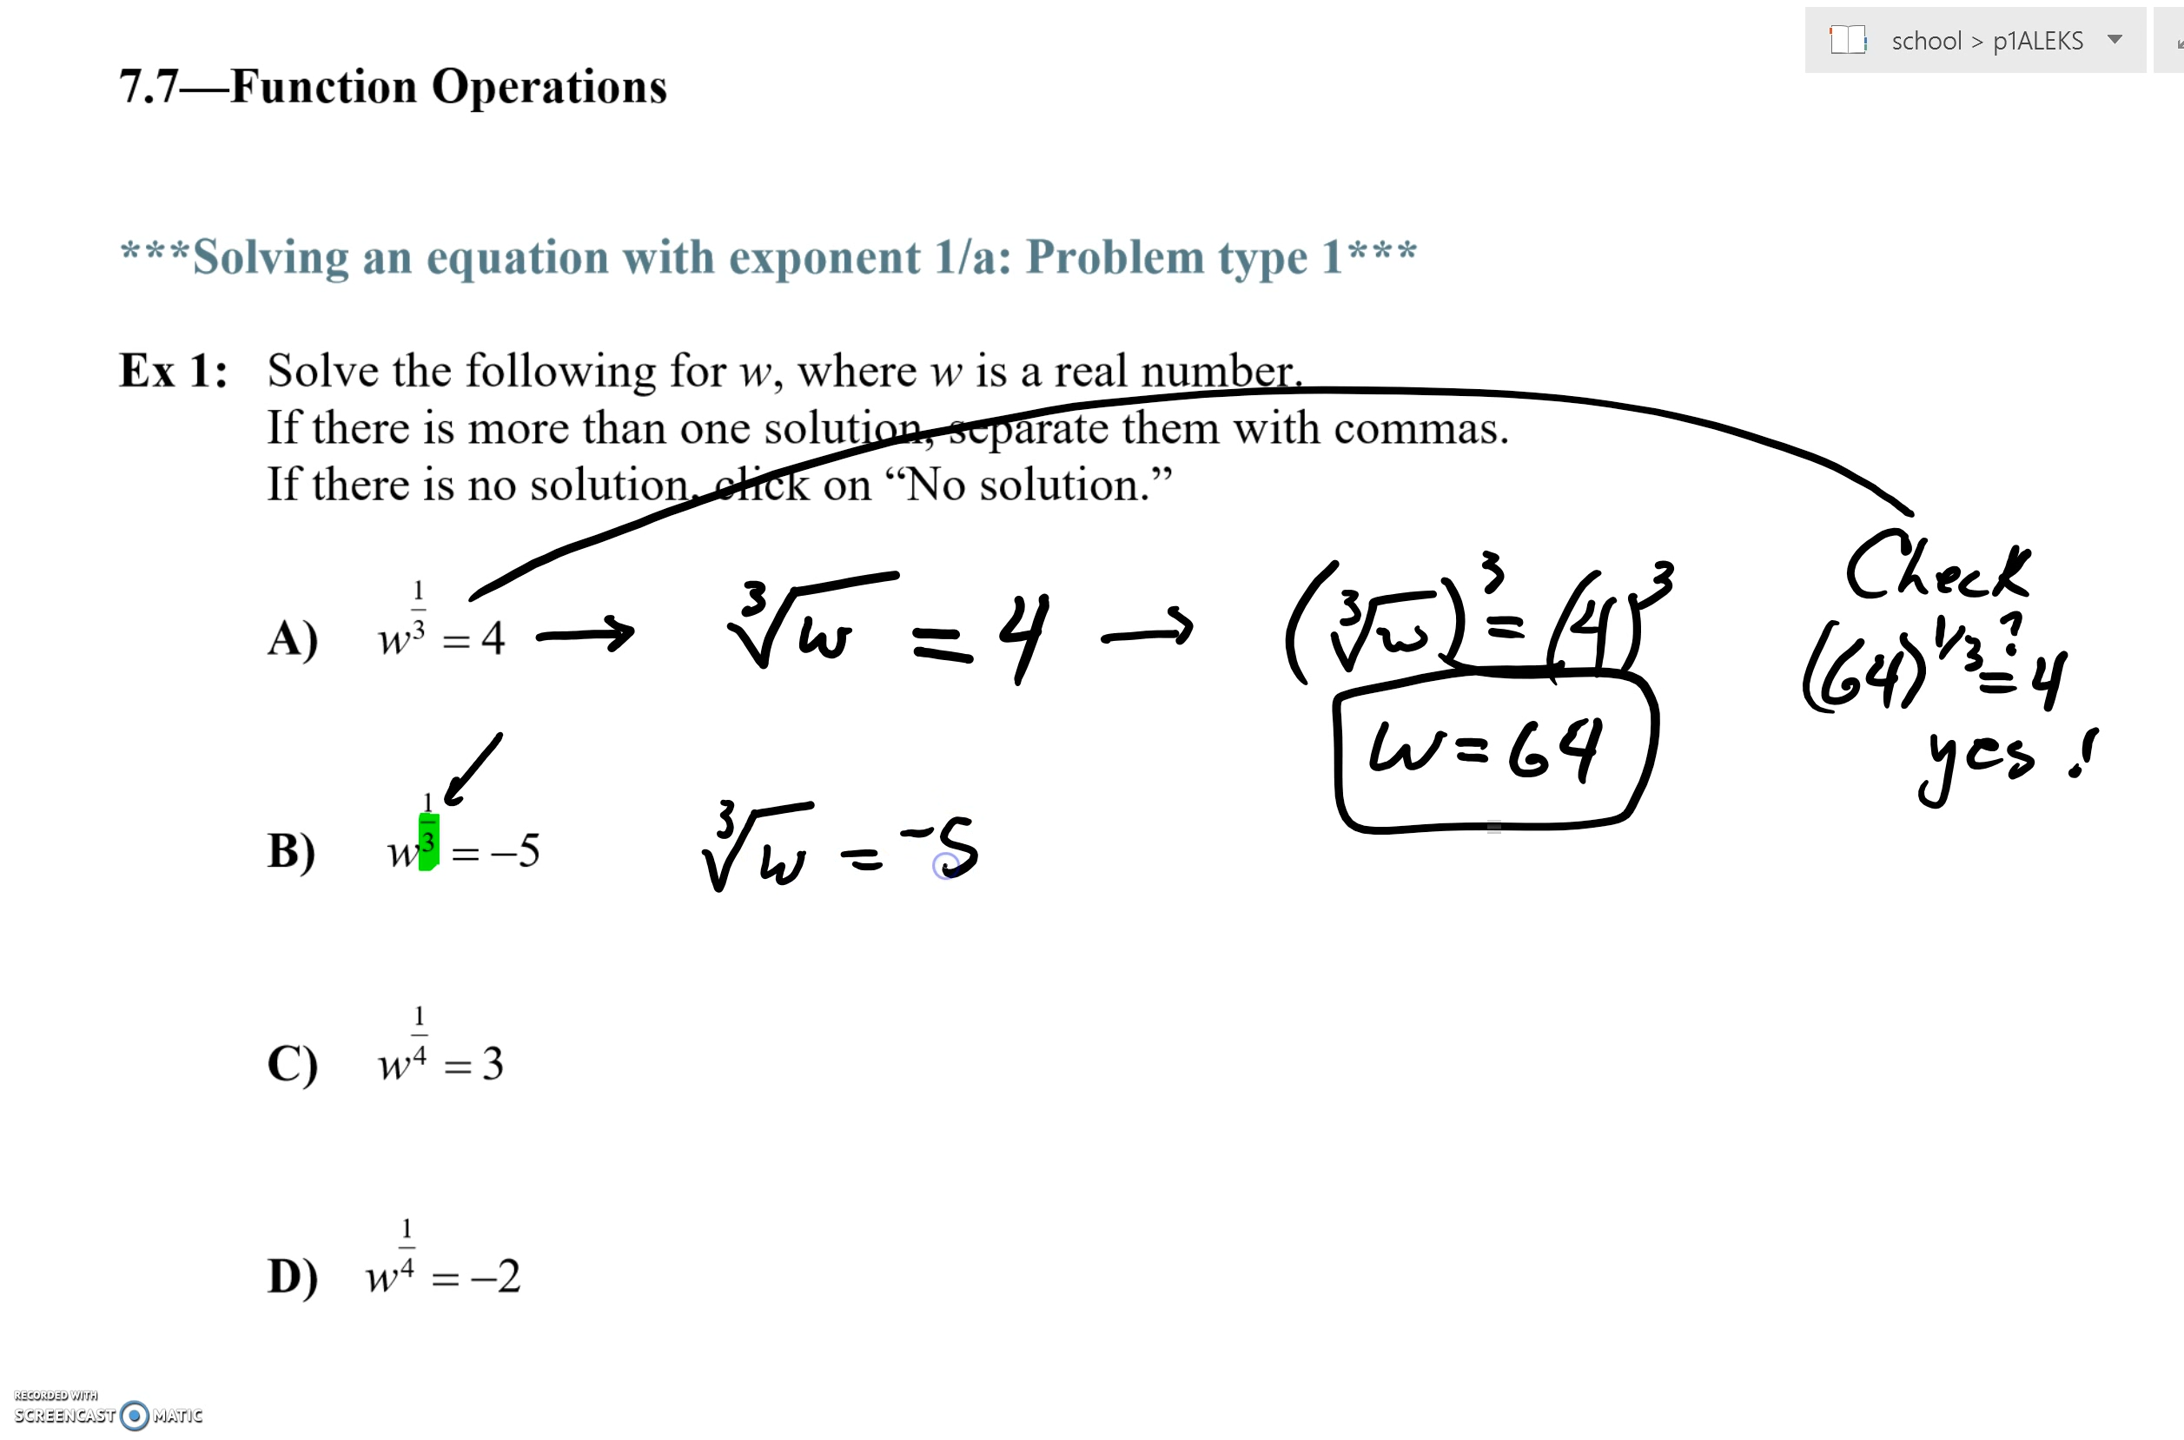 school > p1ALEKS
7.7—Function Operations
***Solving an equation with exponent 1/a: Problem type 1***
Ex 1: Solve the following for w, where w is a real number.
If there is more than one solution, separate them with commas.
If there is no solution, click on “No solution.”
A) w^(1/3) = 4 → ∛w = 4 → (∛w)³ = (4)³
w = 64
Check
(64)^(1/3) ?= 4
yes!
B) w^(1/3) = −5 ∛w = -5
C) w^(1/4) = 3
D) w^(1/4) = −2
RECORDED WITH
SCREENCAST MATIC